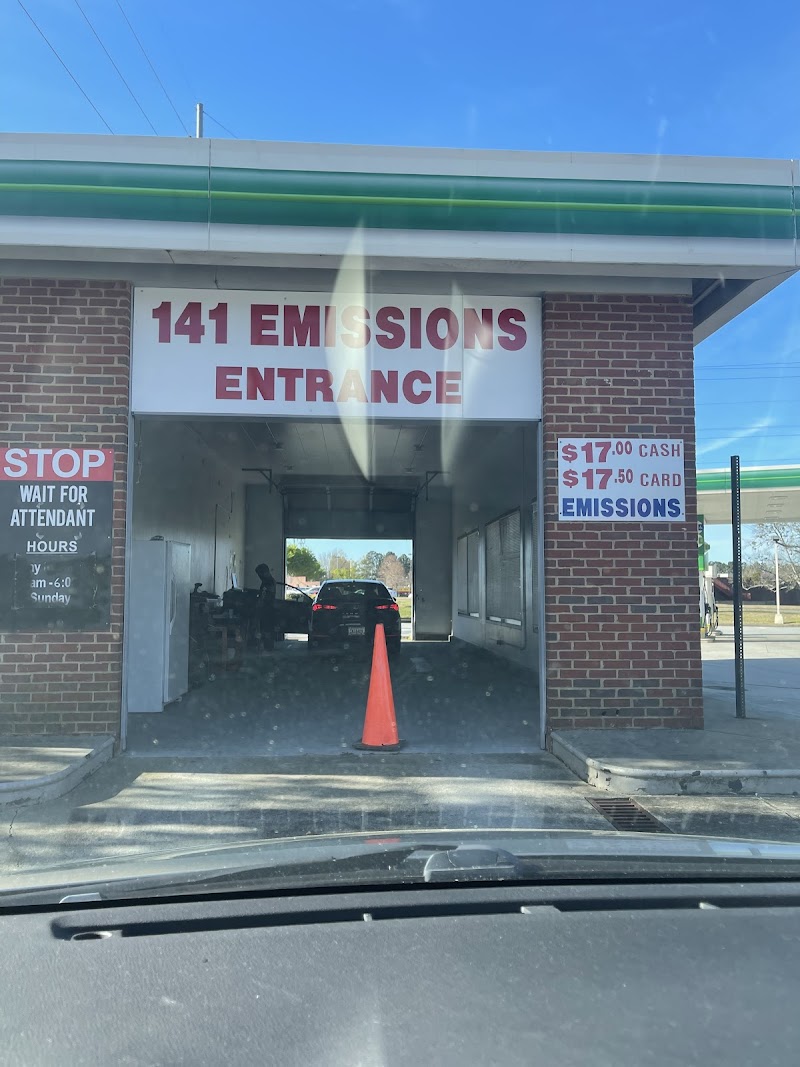 141 EMISSIONS
ENTRANCE
STOP
WAIT FOR
ATTENDANT
HOURS
Sunday
$17.00 CASH
$17.50 CARD
EMISSIONS